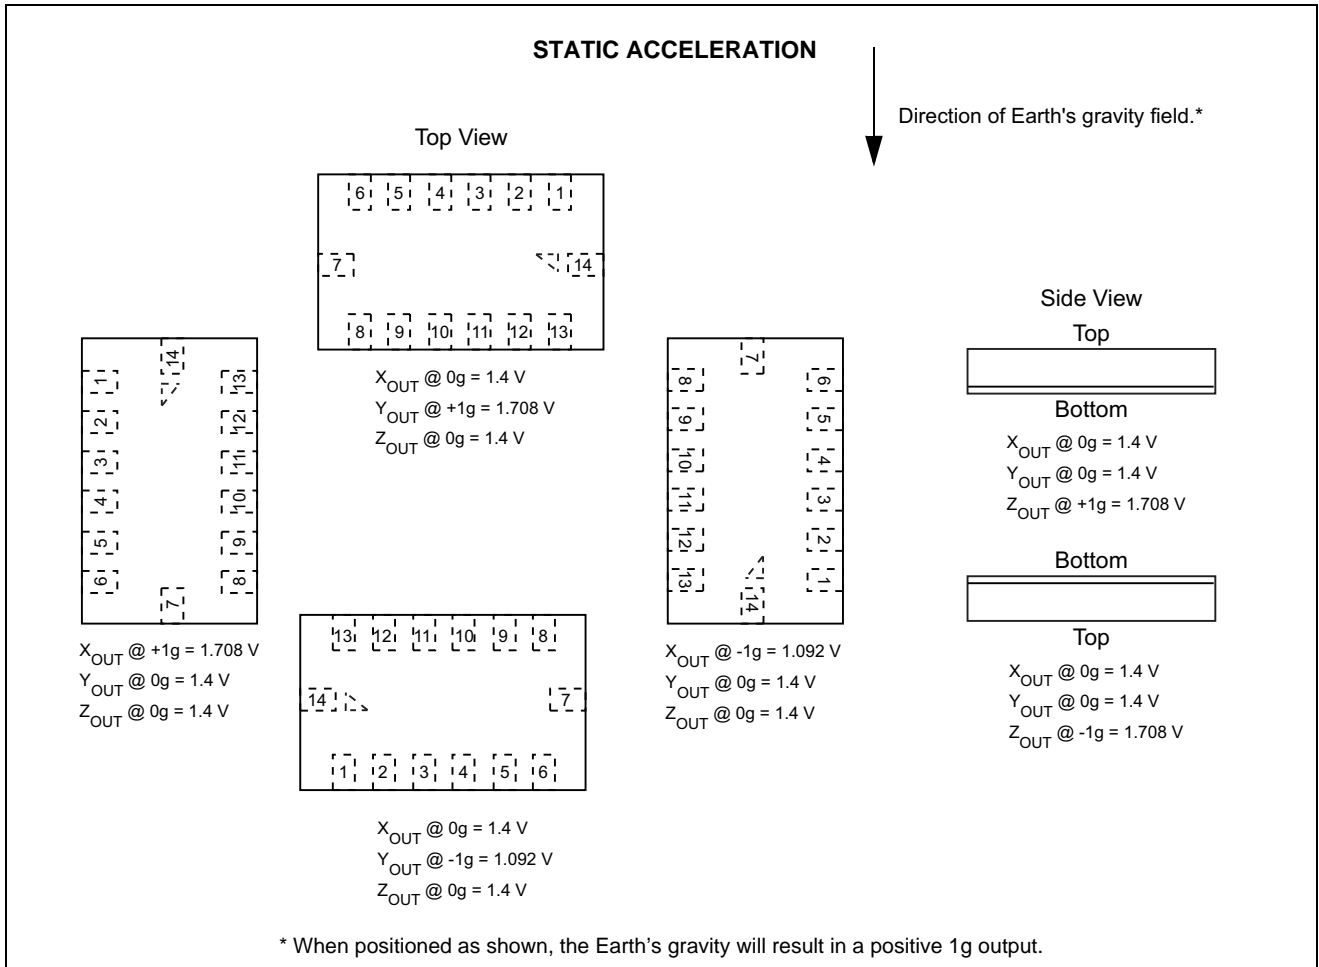 STATIC ACCELERATION
Direction of Earth's gravity field.*
Top View
6 5 4 3 2 1
7 14
8 9 10 11 12 13
XOUT @ 0g = 1.4 V
YOUT @ +1g = 1.708 V
ZOUT @ 0g = 1.4 V
14
1 13
2 12
3 11
4 10
5 9
6 8
7
XOUT @ +1g = 1.708 V
YOUT @ 0g = 1.4 V
ZOUT @ 0g = 1.4 V
13 12 11 10 9 8
14 7
1 2 3 4 5 6
XOUT @ 0g = 1.4 V
YOUT @ -1g = 1.092 V
ZOUT @ 0g = 1.4 V
7
8 6
9 5
10 4
11 3
12 2
13 1
14
XOUT @ -1g = 1.092 V
YOUT @ 0g = 1.4 V
ZOUT @ 0g = 1.4 V
Side View
Top
Bottom
XOUT @ 0g = 1.4 V
YOUT @ 0g = 1.4 V
ZOUT @ +1g = 1.708 V
Bottom
Top
XOUT @ 0g = 1.4 V
YOUT @ 0g = 1.4 V
ZOUT @ -1g = 1.708 V
* When positioned as shown, the Earth’s gravity will result in a positive 1g output.